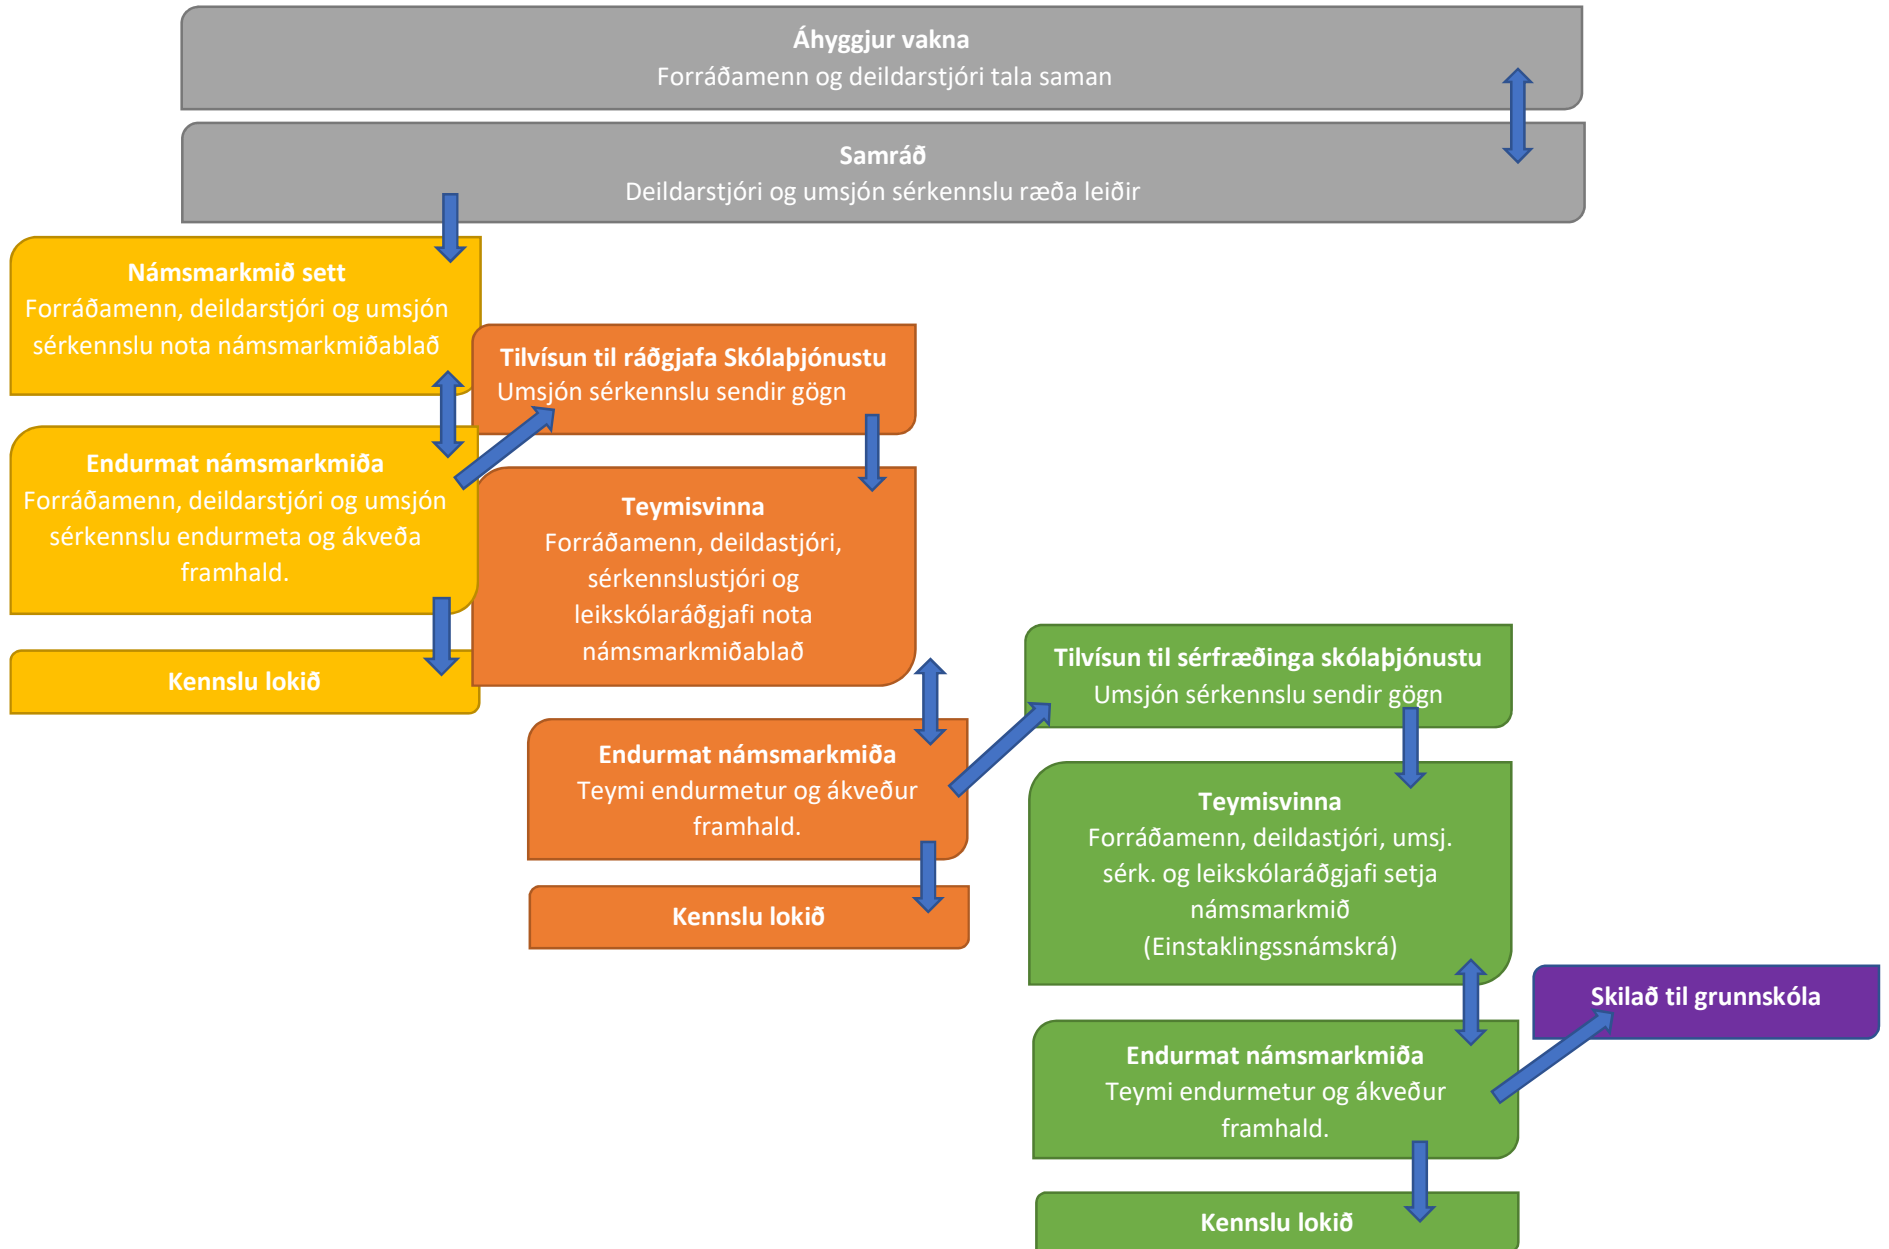 Áhyggjur vakna
Forráðamenn og deildarstjóri tala saman
Samráð
Deildarstjóri og umsjón sérkennslu ræða leiðir
Námsmarkmið sett
Forráðamenn, deildarstjóri og umsjón
sérkennslu nota námsmarkmiðablað
Endurmat námsmarkmiða
Forráðamenn, deildarstjóri og umsjón
sérkennslu endurmeta og ákveða
framhald.
Kennslu lokið
Tilvísun til ráðgjafa Skólaþjónustu
Umsjón sérkennslu sendir gögn
Teymisvinna
Forráðamenn, deildastjóri,
sérkennslustjóri og
leikskólaráðgjafi nota
námsmarkmiðablað
Endurmat námsmarkmiða
Teymi endurmetur og ákveður
framhald.
Kennslu lokið
Tilvísun til sérfræðinga skólaþjónustu
Umsjón sérkennslu sendir gögn
Teymisvinna
Forráðamenn, deildastjóri, umsj.
sérk. og leikskólaráðgjafi setja
námsmarkmið
(Einstaklingssnámskrá)
Endurmat námsmarkmiða
Teymi endurmetur og ákveður
framhald.
Kennslu lokið
Skilað til grunnskóla